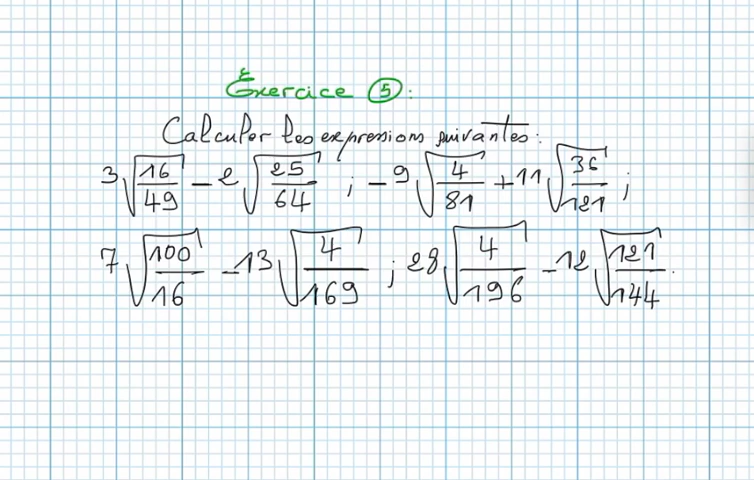 Exercice ⑤:
Calculer les expressions suivantes:
3√(16/49) - 2√(25/64) ; -9√(4/81) + 11√(36/121) ;
7√(100/16) - 13√(4/169) ; 28√(4/196) - 12√(121/144).